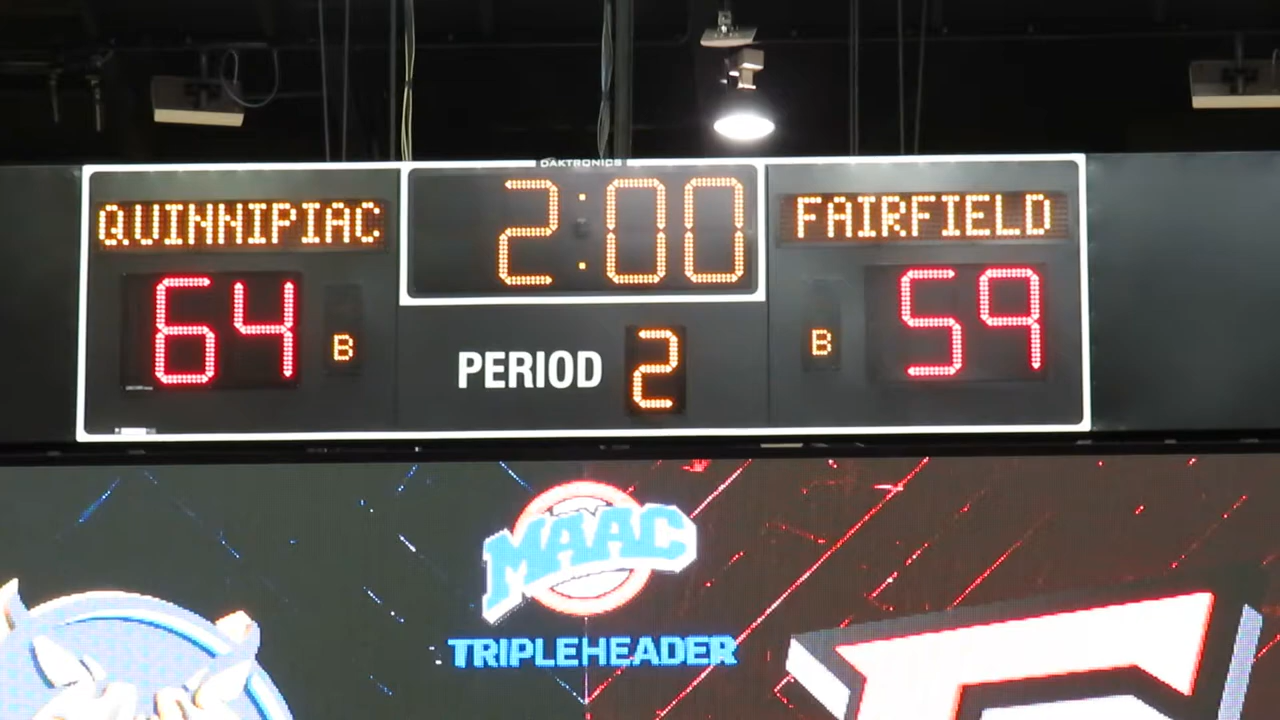 DAKTRONICS
QUINNIPIAC 2:00 FAIRFIELD
64 B PERIOD 2 B 59
MAAC
TRIPLEHEADER